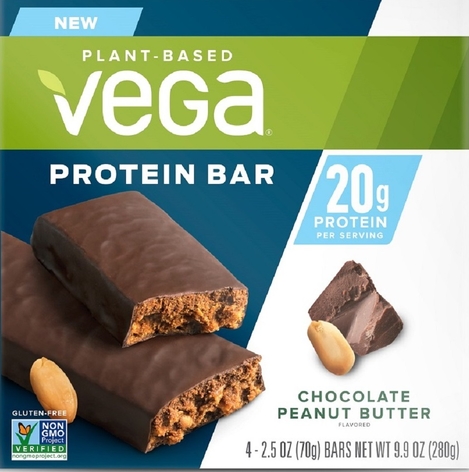 NEW
PLANT-BASED
vega®
PROTEIN BAR
20g
PROTEIN
PER SERVING
CHOCOLATE
PEANUT BUTTER
FLAVORED
GLUTEN-FREE
NON
GMO
Project
VERIFIED
nongmoproject.org
4 - 2.5 OZ (70g) BARS NET WT 9.9 OZ (280g)